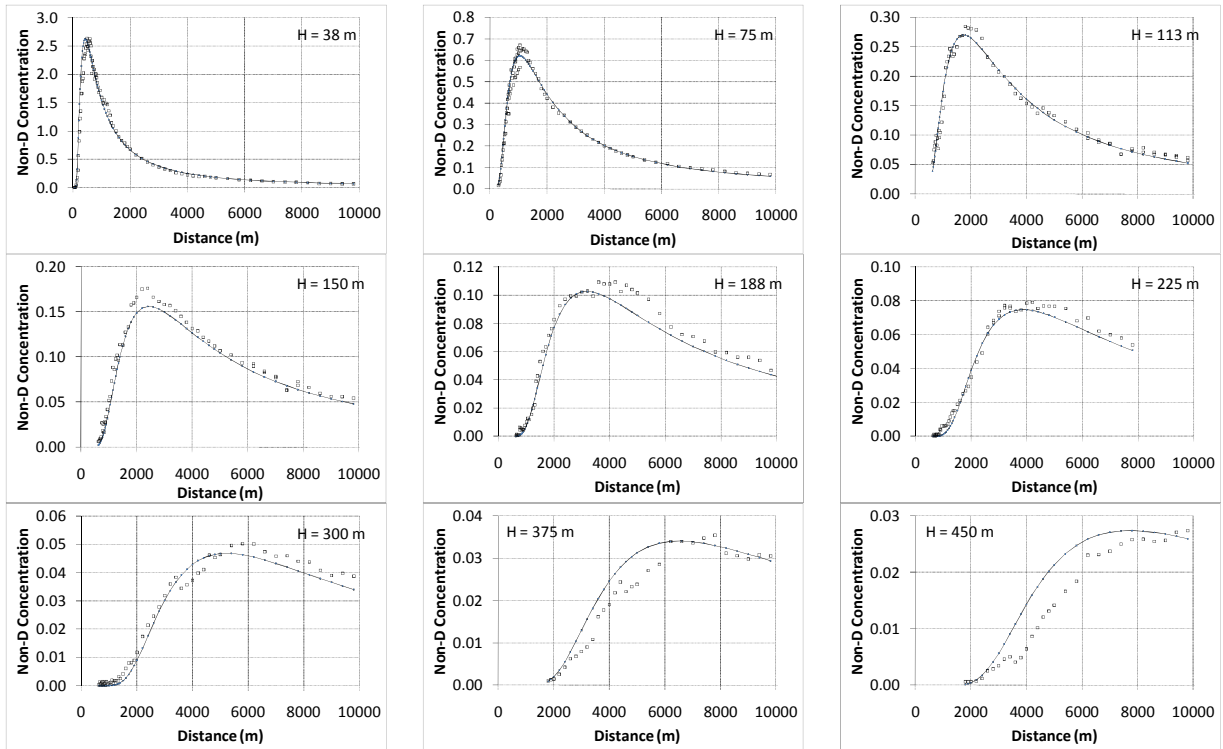 3.0
2.5
2.0
1.5
1.0
0.5
0.0
Non-D Concentration
H = 38 m
0 2000 4000 6000 8000 10000
Distance (m)
0.8
0.7
0.6
0.5
0.4
0.3
0.2
0.1
0.0
Non-D Concentration
H = 75 m
0 2000 4000 6000 8000 10000
Distance (m)
0.30
0.25
0.20
0.15
0.10
0.05
0.00
Non-D Concentration
H = 113 m
0 2000 4000 6000 8000 10000
Distance (m)
0.20
0.15
0.10
0.05
0.00
Non-D Concentration
H = 150 m
0 2000 4000 6000 8000 10000
Distance (m)
0.12
0.10
0.08
0.06
0.04
0.02
0.00
Non-D Concentration
H = 188 m
0 2000 4000 6000 8000 10000
Distance (m)
0.10
0.08
0.06
0.04
0.02
0.00
Non-D Concentration
H = 225 m
0 2000 4000 6000 8000 10000
Distance (m)
0.06
0.05
0.04
0.03
0.02
0.01
0.00
Non-D Concentration
H = 300 m
0 2000 4000 6000 8000 10000
Distance (m)
0.04
0.03
0.02
0.01
0.00
Non-D Concentration
H = 375 m
0 2000 4000 6000 8000 10000
Distance (m)
0.03
0.02
0.01
0.00
Non-D Concentration
H = 450 m
0 2000 4000 6000 8000 10000
Distance (m)